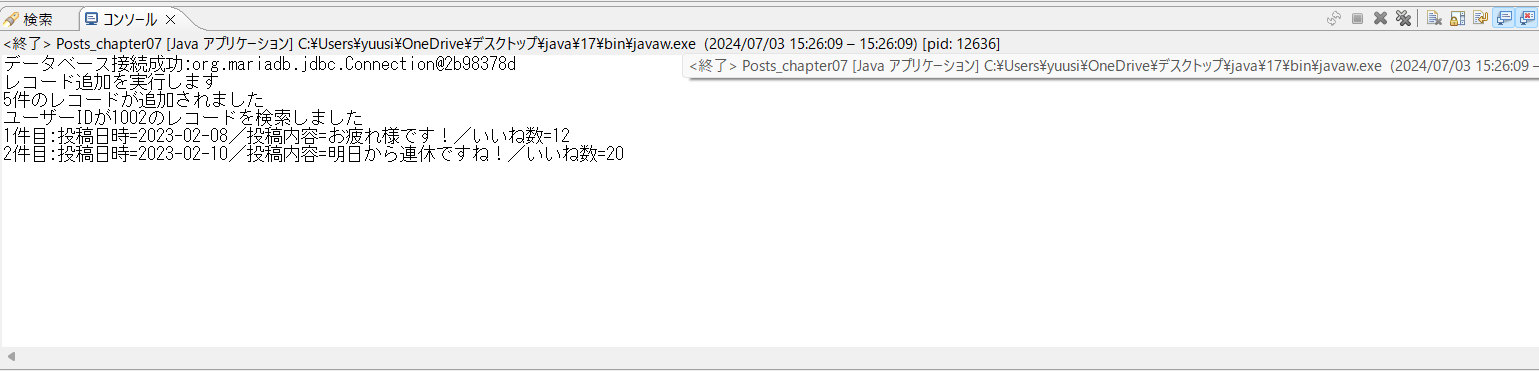 検索 コンソール
<終了> Posts_chapter07 [Java アプリケーション] C:¥Users¥yuusi¥OneDrive¥デスクトップ¥java¥17¥bin¥javaw.exe (2024/07/03 15:26:09 – 15:26:09) [pid: 12636]
データベース接続成功:org.mariadb.jdbc.Connection@2b98378d
<終了> Posts_chapter07 [Java アプリケーション] C:¥Users¥yuusi¥OneDrive¥デスクトップ¥java¥17¥bin¥javaw.exe (2024/07/03 15:26:09 –
レコード追加を実行します
5件のレコードが追加されました
ユーザーIDが1002のレコードを検索しました
1件目:投稿日時=2023-02-08／投稿内容=お疲れ様です！／いいね数=12
2件目:投稿日時=2023-02-10／投稿内容=明日から連休ですね！／いいね数=20